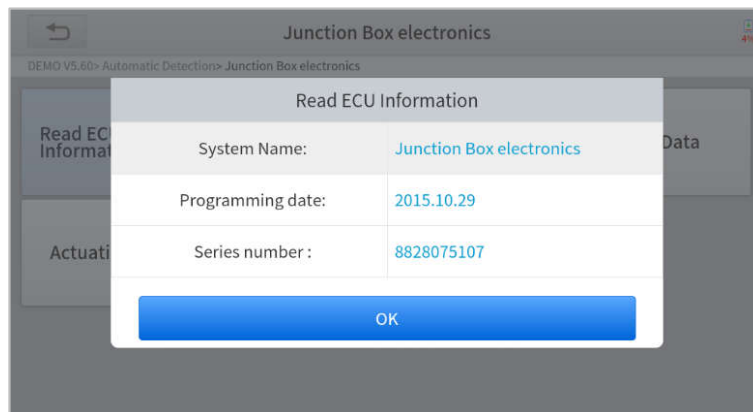 Junction Box electronics
4%
DEMO V5.60> Automatic Detection> Junction Box electronics
Read ECU Information
Read EC
Informat
Data
System Name: Junction Box electronics
Programming date: 2015.10.29
Actuati
Series number : 8828075107
OK